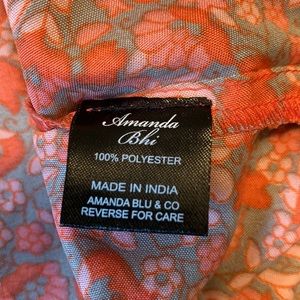 Amanda
Bhi
100% POLYESTER
MADE IN INDIA
AMANDA BLU & CO
REVERSE FOR CARE